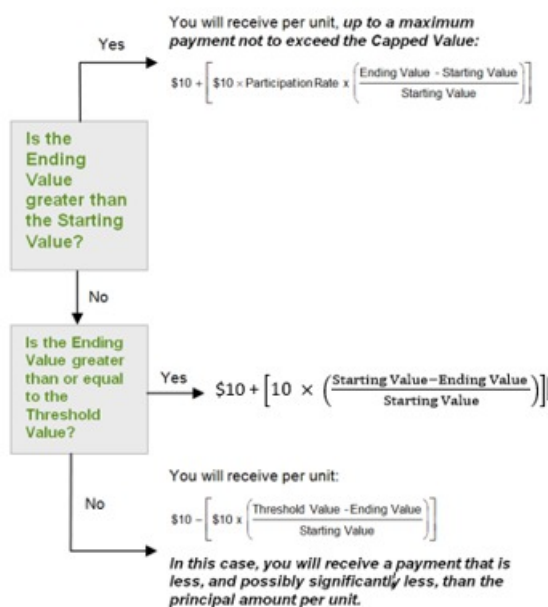 You will receive per unit, up to a maximum
payment not to exceed the Capped Value:
Yes
$10 + [ $10 × Participation Rate x ( Ending Value - Starting Value / Starting Value ) ]
Is the
Ending
Value
greater than
the Starting
Value?
No
Is the Ending
Value greater
than or equal
to the
Threshold
Value?
Yes
$10 + [10 × (Starting Value−Ending Value / Starting Value)]
You will receive per unit:
No
$10 − [ $10 x ( Threshold Value - Ending Value / Starting Value ) ]
In this case, you will receive a payment that is
less, and possibly significantly less, than the
principal amount per unit.